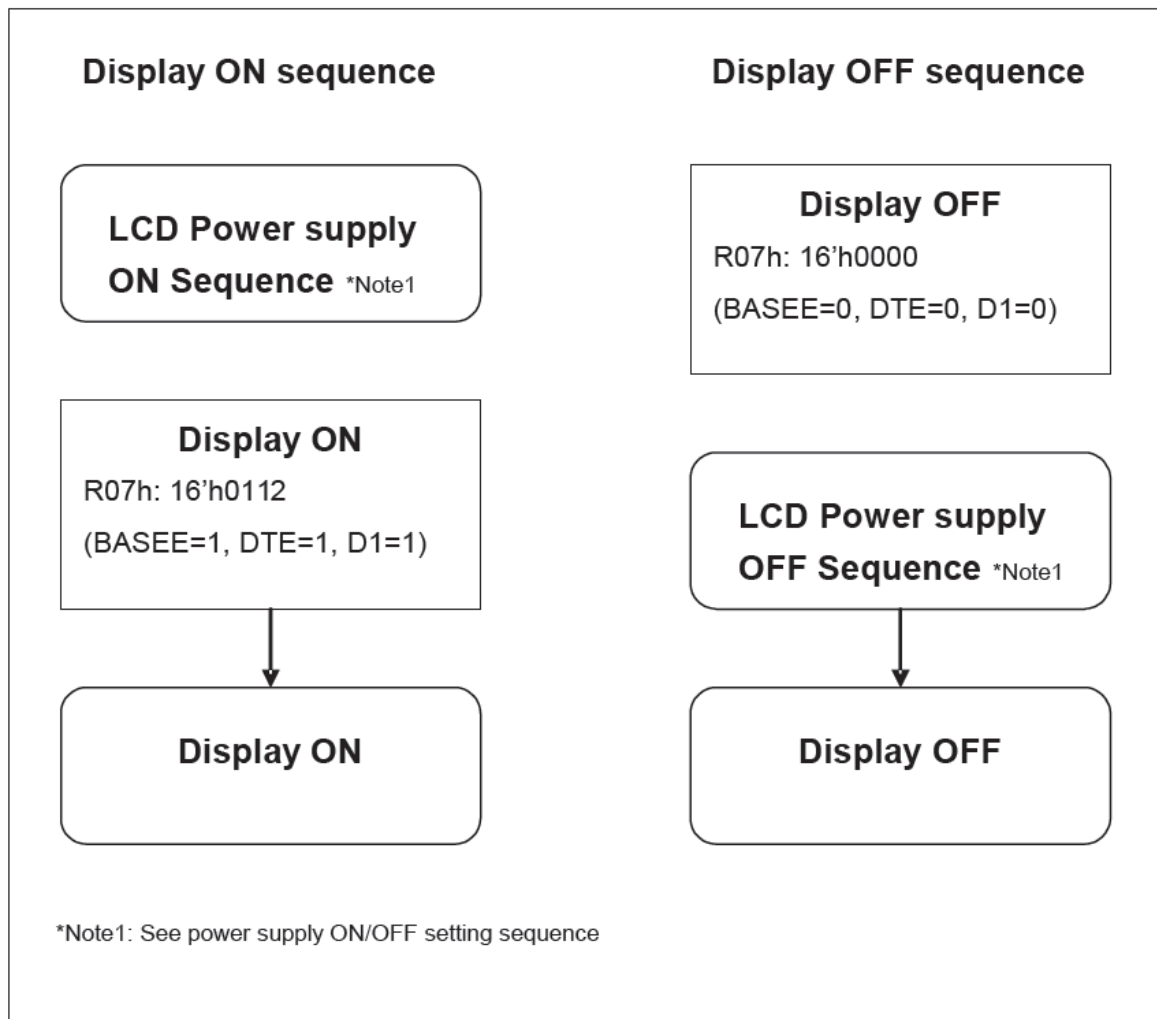 Display ON sequence
LCD Power supply
ON Sequence *Note1
Display ON
R07h: 16’h0112
(BASEE=1, DTE=1, D1=1)
Display ON
Display OFF sequence
Display OFF
R07h: 16’h0000
(BASEE=0, DTE=0, D1=0)
LCD Power supply
OFF Sequence *Note1
Display OFF
*Note1: See power supply ON/OFF setting sequence